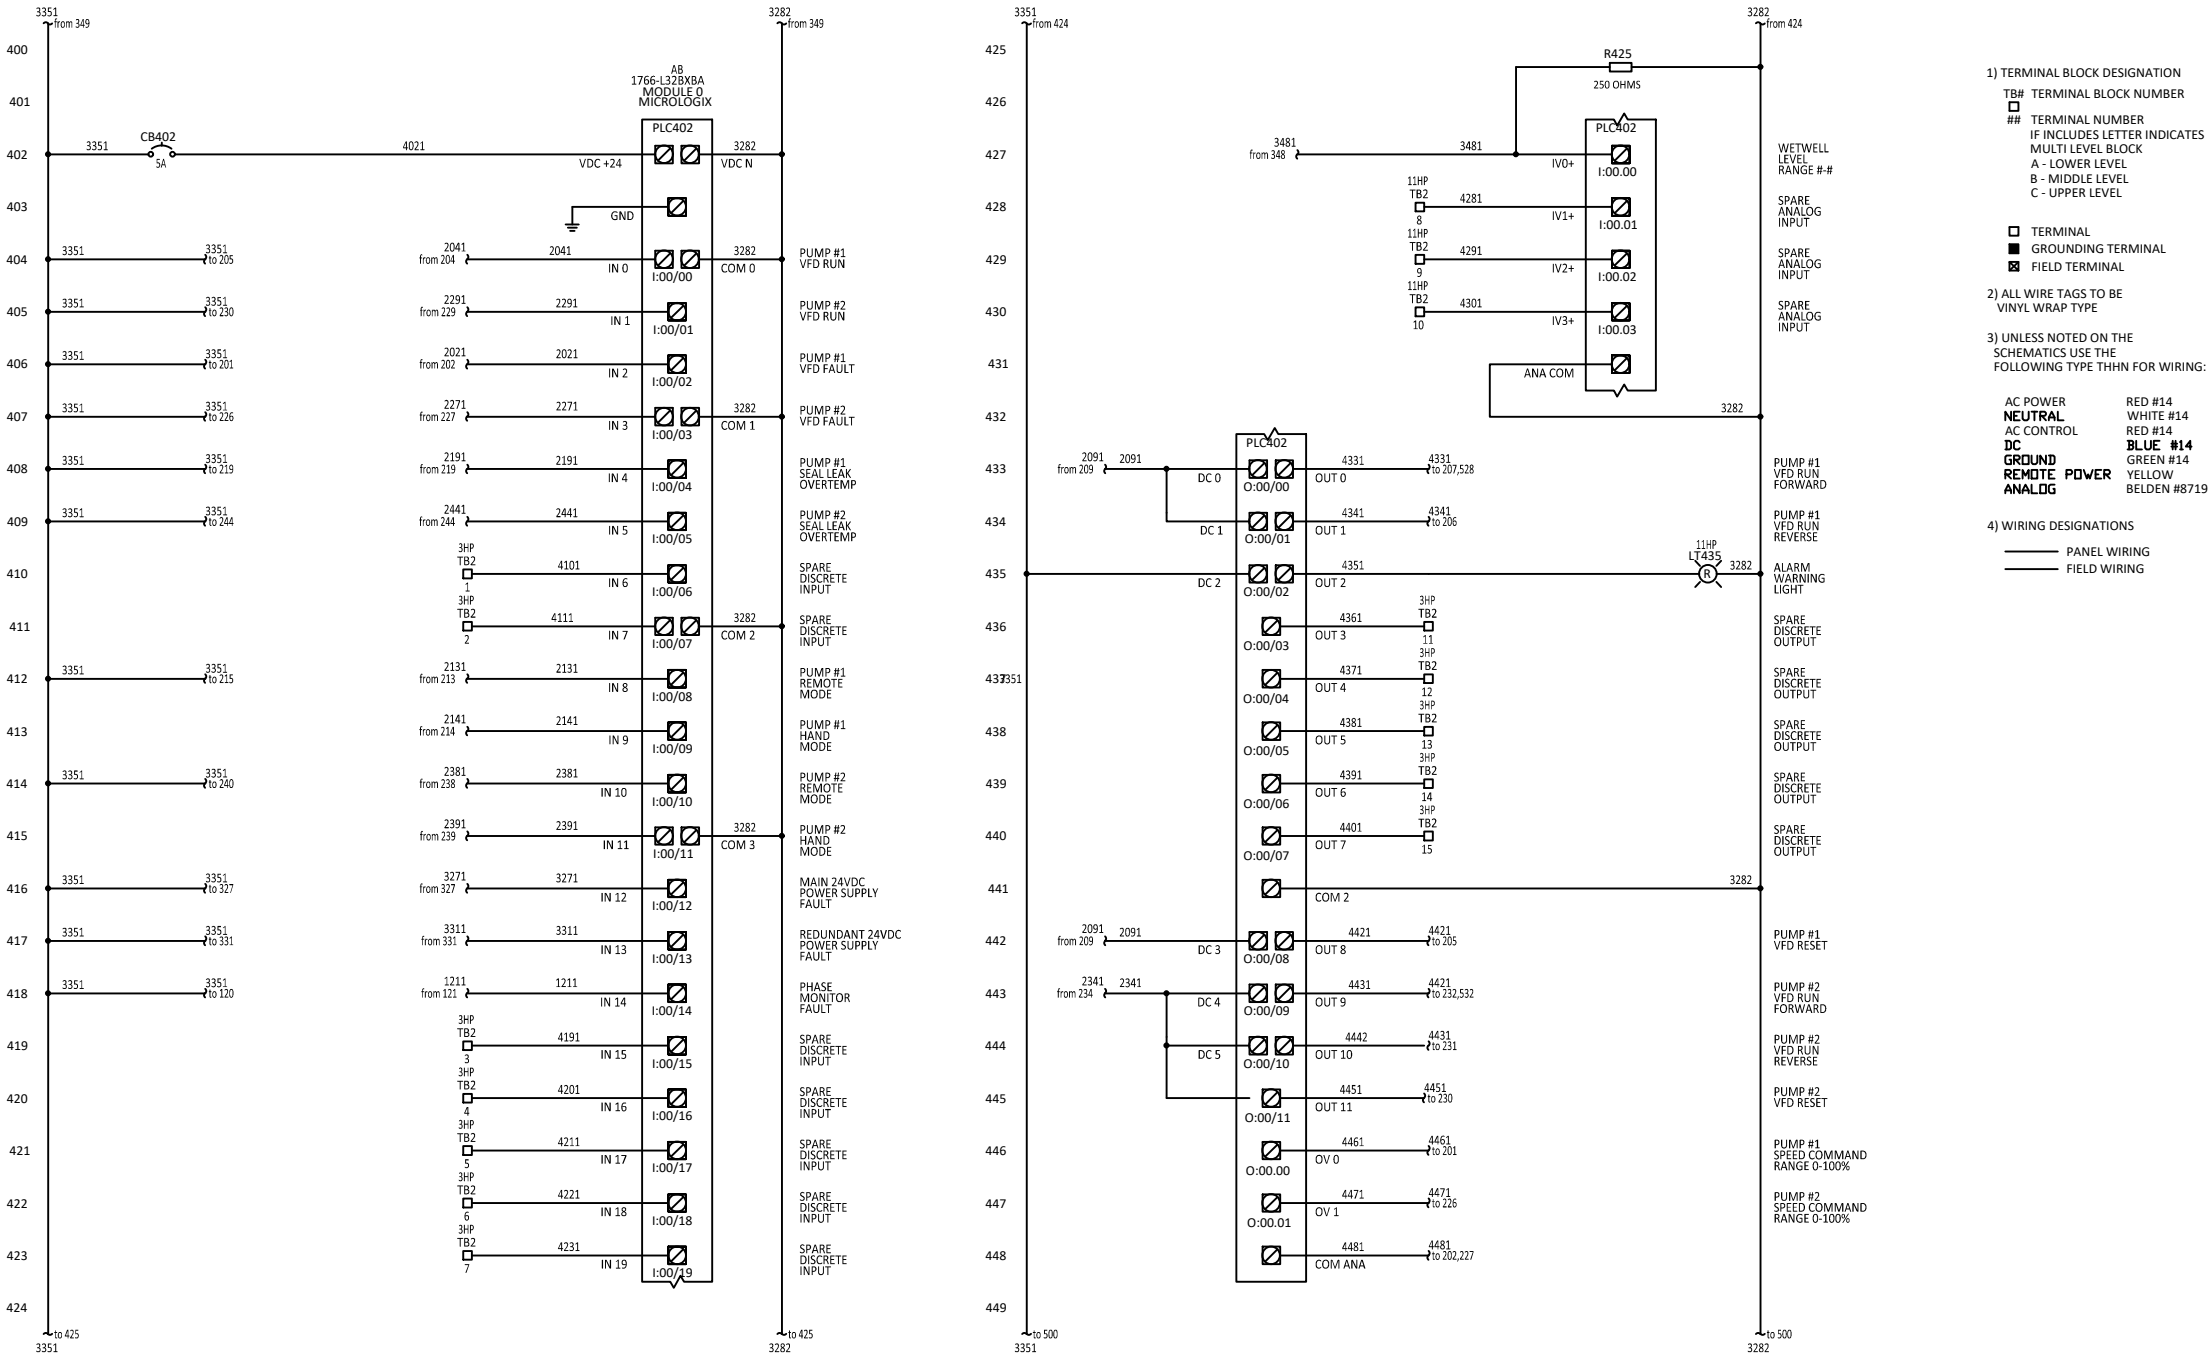 3351
from 349
3282
from 349
400
AB
1766-L32BXBA
MODULE 0
MICROLOGIX
401
PLC402
402
3351
CB402
5A
4021
VDC +24
3282
VDC N
403
GND
404
3351
3351
to 205
2041
from 204
2041
IN 0
I:00/00
3282
COM 0
PUMP #1
VFD RUN
405
3351
3351
to 230
2291
from 229
2291
IN 1
I:00/01
PUMP #2
VFD RUN
406
3351
3351
to 201
2021
from 202
2021
IN 2
I:00/02
PUMP #1
VFD FAULT
407
3351
3351
to 226
2271
from 227
2271
IN 3
I:00/03
3282
COM 1
PUMP #2
VFD FAULT
408
3351
3351
to 219
2191
from 219
2191
IN 4
I:00/04
PUMP #1
SEAL LEAK
OVERTEMP
409
3351
3351
to 244
2441
from 244
2441
IN 5
I:00/05
PUMP #2
SEAL LEAK
OVERTEMP
410
3HP
TB2
1
4101
IN 6
I:00/06
SPARE
DISCRETE
INPUT
411
3HP
TB2
2
4111
IN 7
I:00/07
3282
COM 2
SPARE
DISCRETE
INPUT
412
3351
3351
to 215
2131
from 213
2131
IN 8
I:00/08
PUMP #1
REMOTE
MODE
413
2141
from 214
2141
IN 9
I:00/09
PUMP #1
HAND
MODE
414
3351
3351
to 240
2381
from 238
2381
IN 10
I:00/10
PUMP #2
REMOTE
MODE
415
2391
from 239
2391
IN 11
I:00/11
3282
COM 3
PUMP #2
HAND
MODE
416
3351
3351
to 327
3271
from 327
3271
IN 12
I:00/12
MAIN 24VDC
POWER SUPPLY
FAULT
417
3351
3351
to 331
3311
from 331
3311
IN 13
I:00/13
REDUNDANT 24VDC
POWER SUPPLY
FAULT
418
3351
3351
to 120
1211
from 121
1211
IN 14
I:00/14
PHASE
MONITOR
FAULT
419
3HP
TB2
3
4191
IN 15
I:00/15
SPARE
DISCRETE
INPUT
420
3HP
TB2
4
4201
IN 16
I:00/16
SPARE
DISCRETE
INPUT
421
3HP
TB2
5
4211
IN 17
I:00/17
SPARE
DISCRETE
INPUT
422
3HP
TB2
6
4221
IN 18
I:00/18
SPARE
DISCRETE
INPUT
423
3HP
TB2
7
4231
IN 19
I:00/19
SPARE
DISCRETE
INPUT
424
to 425
3351
to 425
3282
3351
from 424
3282
from 424
425
R425
250 OHMS
426
PLC402
427
3481
from 348
3481
IV0+
I:00.00
WETWELL
LEVEL
RANGE #-#
428
11HP
TB2
8
4281
IV1+
I:00.01
SPARE
ANALOG
INPUT
429
11HP
TB2
9
4291
IV2+
I:00.02
SPARE
ANALOG
INPUT
430
11HP
TB2
10
4301
IV3+
I:00.03
SPARE
ANALOG
INPUT
431
ANA COM
432
3282
PLC402
433
2091
from 209
2091
DC 0
O:00/00
4331
OUT 0
4331
to 207,528
PUMP #1
VFD RUN
FORWARD
434
DC 1
O:00/01
4341
OUT 1
4341
to 206
PUMP #1
VFD RUN
REVERSE
435
DC 2
O:00/02
4351
OUT 2
11HP
LT435
R
3282
ALARM
WARNING
LIGHT
436
O:00/03
4361
OUT 3
3HP
TB2
11
SPARE
DISCRETE
OUTPUT
437
3351
O:00/04
4371
OUT 4
3HP
TB2
12
SPARE
DISCRETE
OUTPUT
438
O:00/05
4381
OUT 5
3HP
TB2
13
SPARE
DISCRETE
OUTPUT
439
O:00/06
4391
OUT 6
3HP
TB2
14
SPARE
DISCRETE
OUTPUT
440
O:00/07
4401
OUT 7
3HP
TB2
15
SPARE
DISCRETE
OUTPUT
441
COM 2
3282
442
2091
from 209
2091
DC 3
O:00/08
4421
OUT 8
4421
to 205
PUMP #1
VFD RESET
443
2341
from 234
2341
DC 4
O:00/09
4431
OUT 9
4421
to 232,532
PUMP #2
VFD RUN
FORWARD
444
DC 5
O:00/10
4442
OUT 10
4431
to 231
PUMP #2
VFD RUN
REVERSE
445
O:00/11
4451
OUT 11
4451
to 230
PUMP #2
VFD RESET
446
O:00.00
4461
OV 0
4461
to 201
PUMP #1
SPEED COMMAND
RANGE 0-100%
447
O:00.01
4471
OV 1
4471
to 226
PUMP #2
SPEED COMMAND
RANGE 0-100%
448
4481
COM ANA
4481
to 202,227
449
to 500
3351
to 500
3282
1) TERMINAL BLOCK DESIGNATION
TB# TERMINAL BLOCK NUMBER
## TERMINAL NUMBER
IF INCLUDES LETTER INDICATES
MULTI LEVEL BLOCK
A - LOWER LEVEL
B - MIDDLE LEVEL
C - UPPER LEVEL
TERMINAL
GROUNDING TERMINAL
FIELD TERMINAL
2) ALL WIRE TAGS TO BE
VINYL WRAP TYPE
3) UNLESS NOTED ON THE
SCHEMATICS USE THE
FOLLOWING TYPE THHN FOR WIRING:
AC POWER RED #14
NEUTRAL WHITE #14
AC CONTROL RED #14
DC BLUE #14
GROUND GREEN #14
REMOTE POWER YELLOW
ANALOG BELDEN #8719
4) WIRING DESIGNATIONS
PANEL WIRING
FIELD WIRING